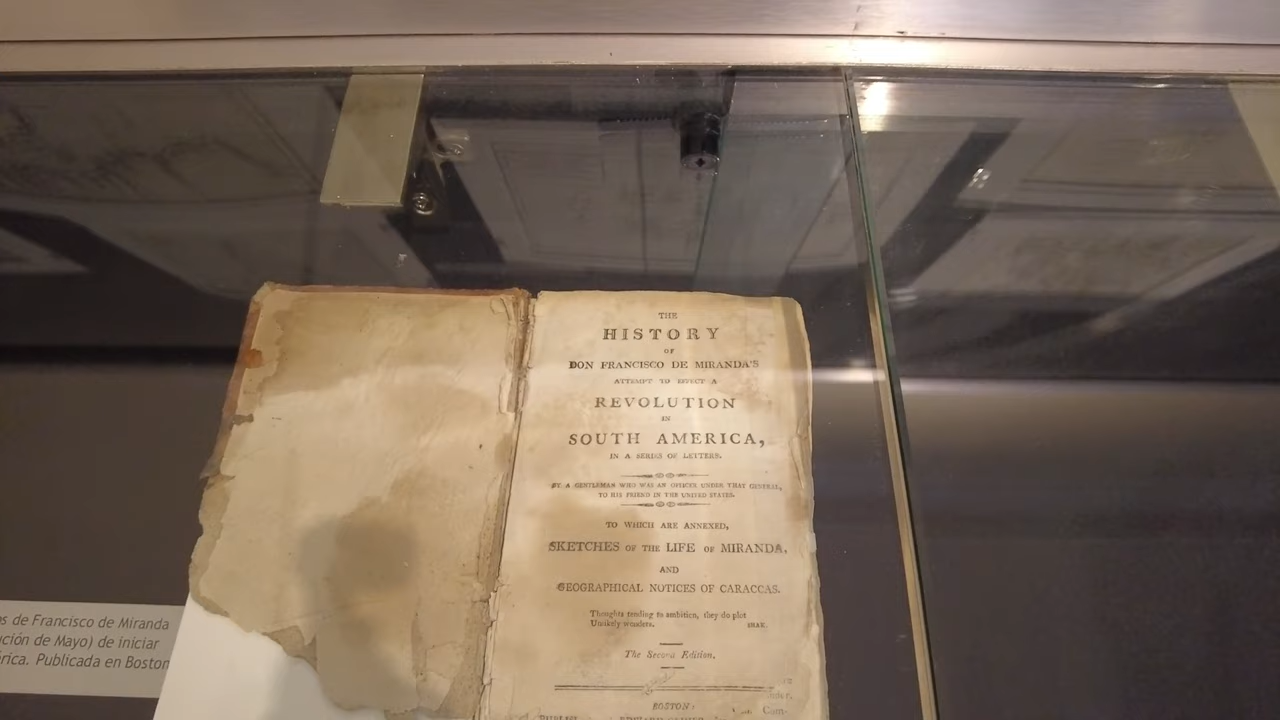 THE
HISTORY
OF
DON FRANCISCO DE MIRANDA'S
ATTEMPT TO EFFECT A
REVOLUTION
IN
SOUTH AMERICA,
IN A SERIES OF LETTERS.
BY A GENTLEMAN WHO WAS AN OFFICER UNDER THAT GENERAL,
TO HIS FRIEND IN THE UNITED STATES.
TO WHICH ARE ANNEXED,
SKETCHES OF THE LIFE OF MIRANDA,
AND
GEOGRAPHICAL NOTICES OF CARACCAS.
Thoughts tending to ambition, they do plot
Unlikely wonders. SHAK.
The Second Edition.
BOSTON:
os de Francisco de Miranda
ución de Mayo) de iniciar
érica. Publicada en Boston